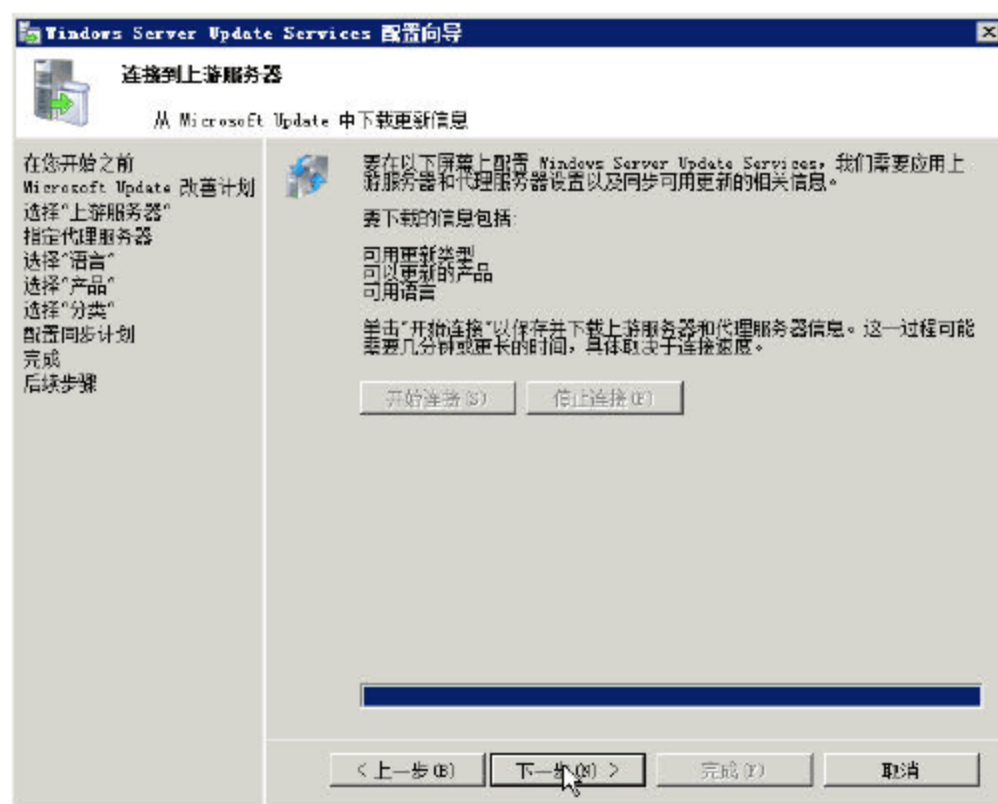 Windows Server Update Services 配置向导
连接到上游服务器
从 Microsoft Update 中下载更新信息
在您开始之前
Microsoft Update 改善计划
选择“上游服务器”
指定代理服务器
选择“语言”
选择“产品”
选择“分类”
配置同步计划
完成
后续步骤
要在以下屏幕上配置 Windows Server Update Services，我们需要应用上
游服务器和代理服务器设置以及同步可用更新的相关信息。
要下载的信息包括:
可用更新类型
可以更新的产品
可用语言
单击“开始连接”以保存并下载上游服务器和代理服务器信息。这一过程可能
需要几分钟或更长的时间，具体取决于连接速度。
开始连接(S) 停止连接(P)
< 上一步(B) 下一步(N) > 完成(F) 取消